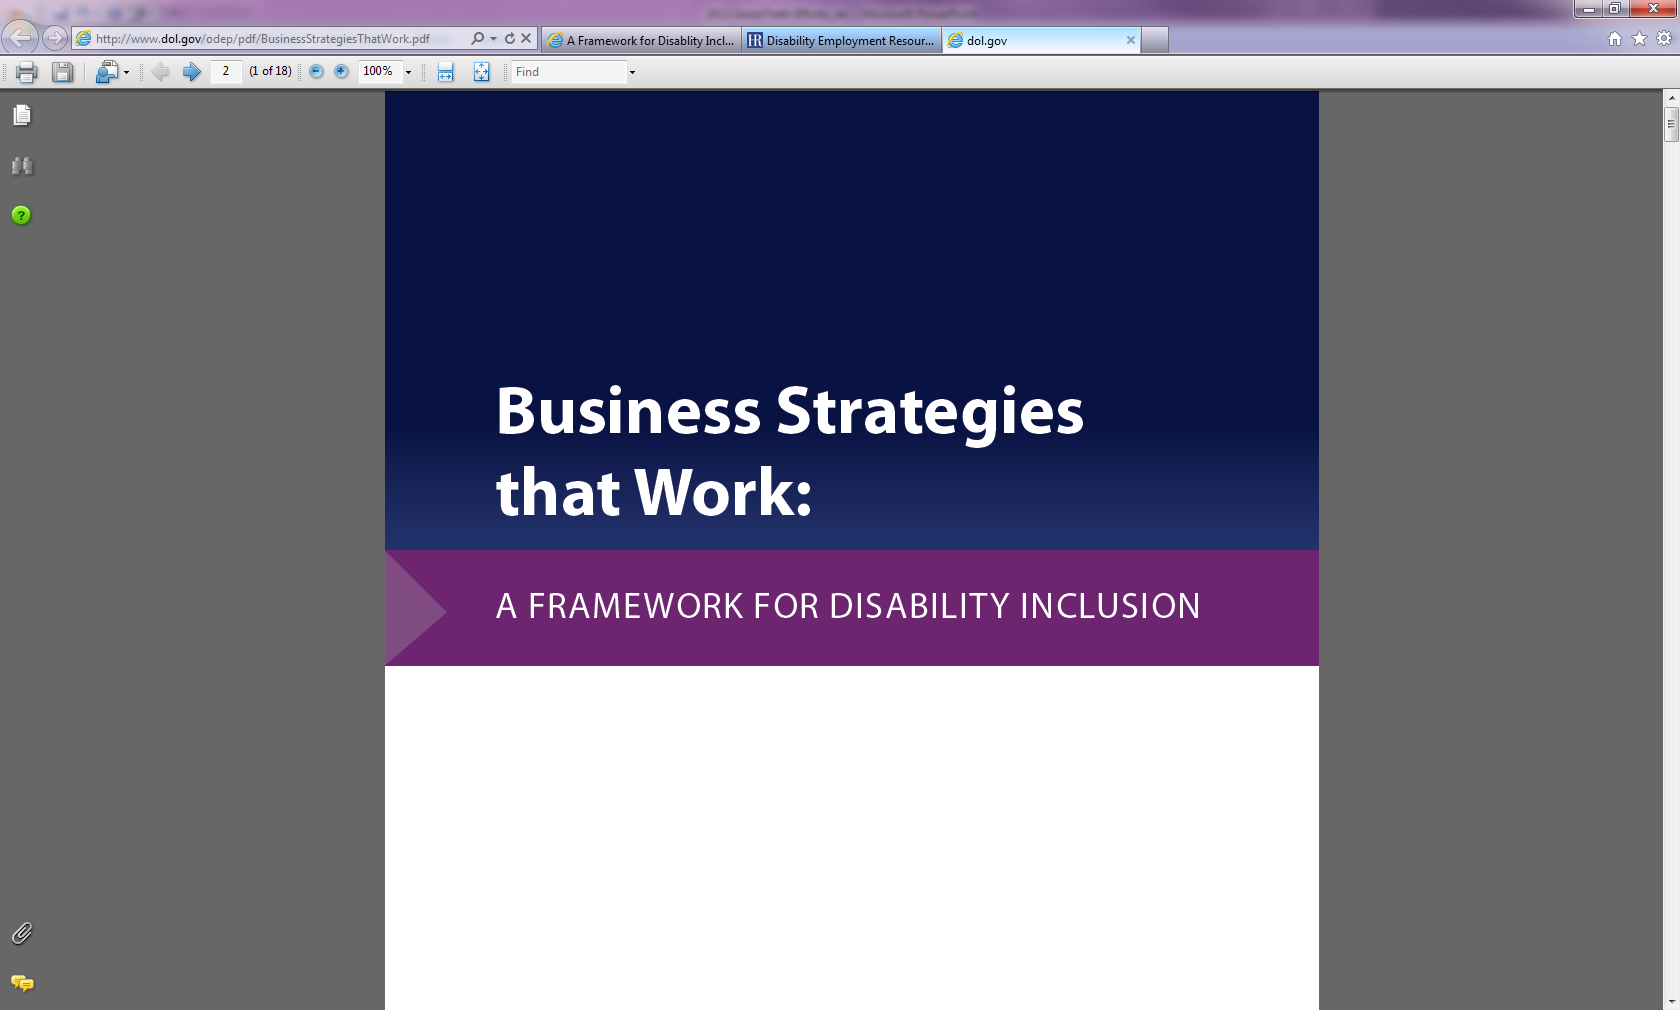 http://www.dol.gov/odep/pdf/BusinessStrategiesThatWork.pdf
A Framework for Disablity Incl...
HR Disability Employment Resour...
dol.gov
2 (1 of 18) 100% Find
Business Strategies
that Work:
A FRAMEWORK FOR DISABILITY INCLUSION